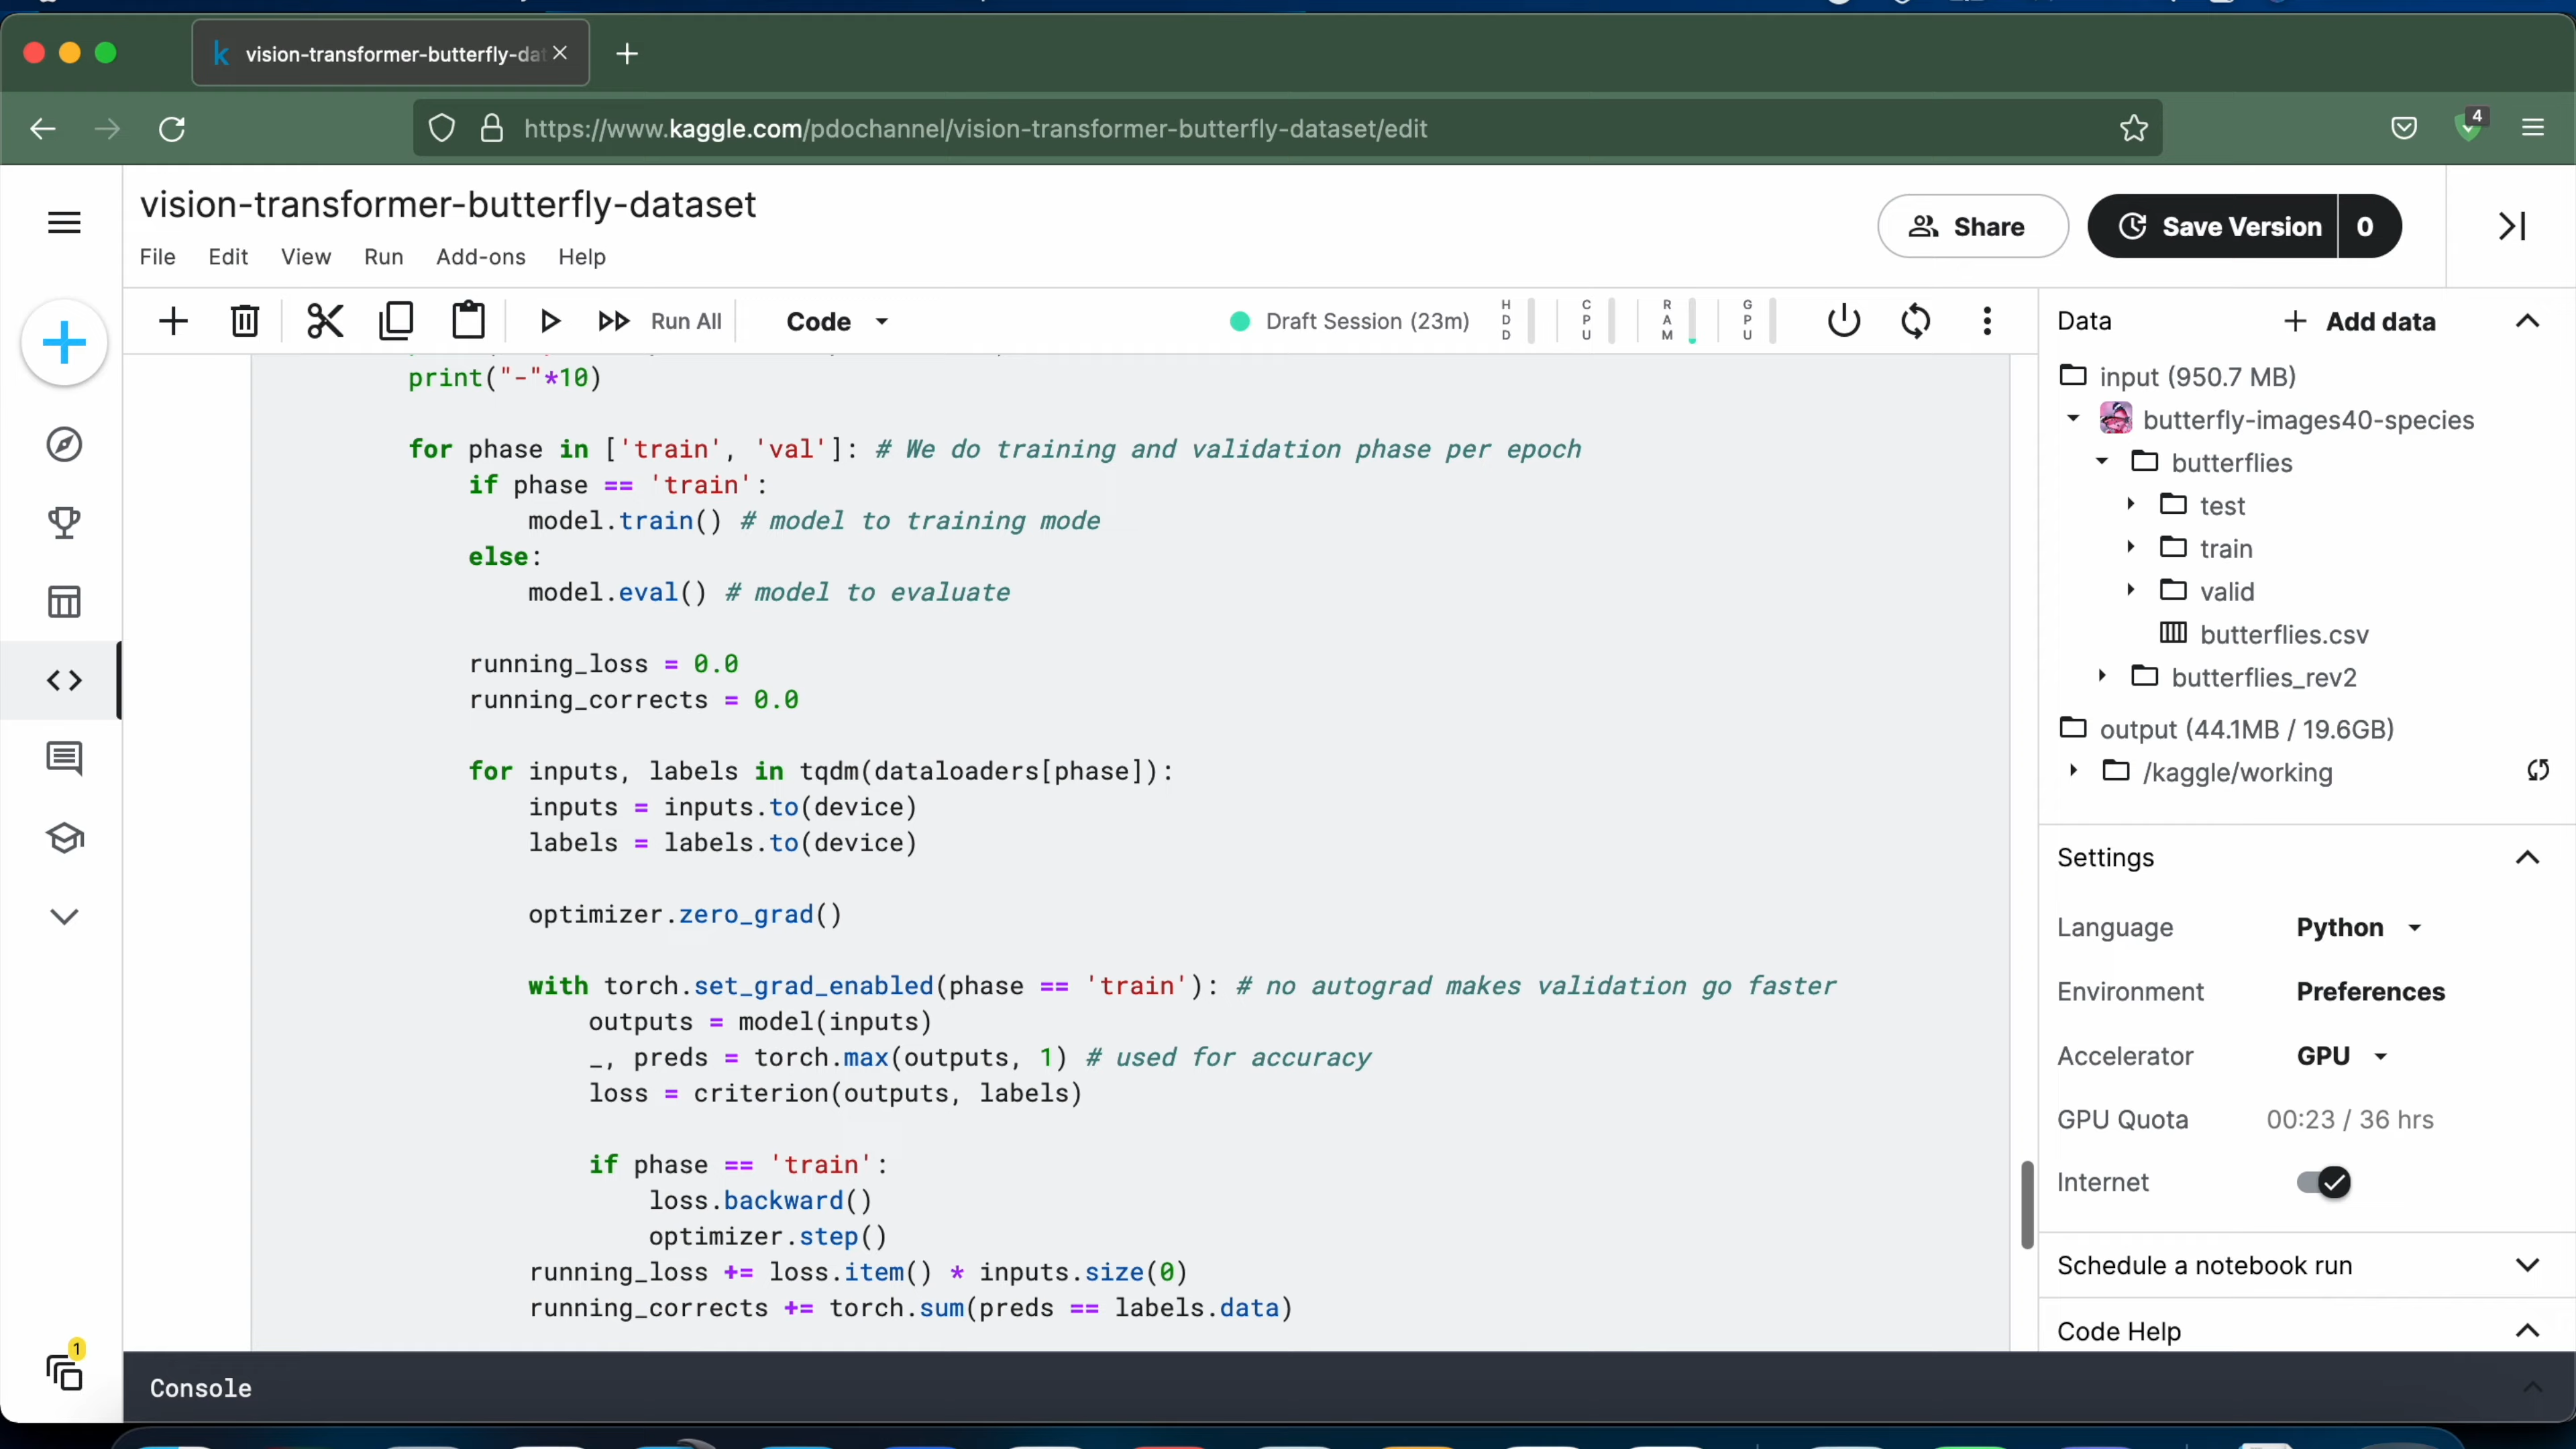 vision-transformer-butterfly-dat
https://www.kaggle.com/pdochannel/vision-transformer-butterfly-dataset/edit
4
vision-transformer-butterfly-dataset
File Edit View Run Add-ons Help
Share
Save Version 0
Run All
Code
Draft Session (23m)
HDD
CPU
RAM
GPU
print("-"*10)
for phase in ['train', 'val']: # We do training and validation phase per epoch
if phase == 'train':
model.train() # model to training mode
else:
model.eval() # model to evaluate
running_loss = 0.0
running_corrects = 0.0
for inputs, labels in tqdm(dataloaders[phase]):
inputs = inputs.to(device)
labels = labels.to(device)
optimizer.zero_grad()
with torch.set_grad_enabled(phase == 'train'): # no autograd makes validation go faster
outputs = model(inputs)
_, preds = torch.max(outputs, 1) # used for accuracy
loss = criterion(outputs, labels)
if phase == 'train':
loss.backward()
optimizer.step()
running_loss += loss.item() * inputs.size(0)
running_corrects += torch.sum(preds == labels.data)
Data
+ Add data
input (950.7 MB)
butterfly-images40-species
butterflies
test
train
valid
butterflies.csv
butterflies_rev2
output (44.1MB / 19.6GB)
/kaggle/working
Settings
Language Python
Environment Preferences
Accelerator GPU
GPU Quota 00:23 / 36 hrs
Internet
Schedule a notebook run
Code Help
1
Console